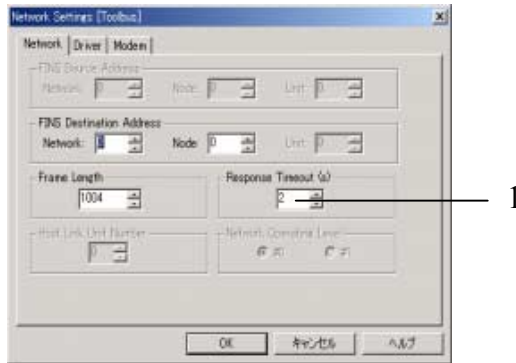 Network Settings [Toolbus]
Network Driver Modem
FINS Source Address
Network: 0 Node: 0 Unit: 0
FINS Destination Address
Network: 0 Node: 0 Unit: 0
Frame Length Response Timeout (s)
1004 2 1
Host Link Unit Number Network Operating Level
0
OK キャンセル ヘルプ